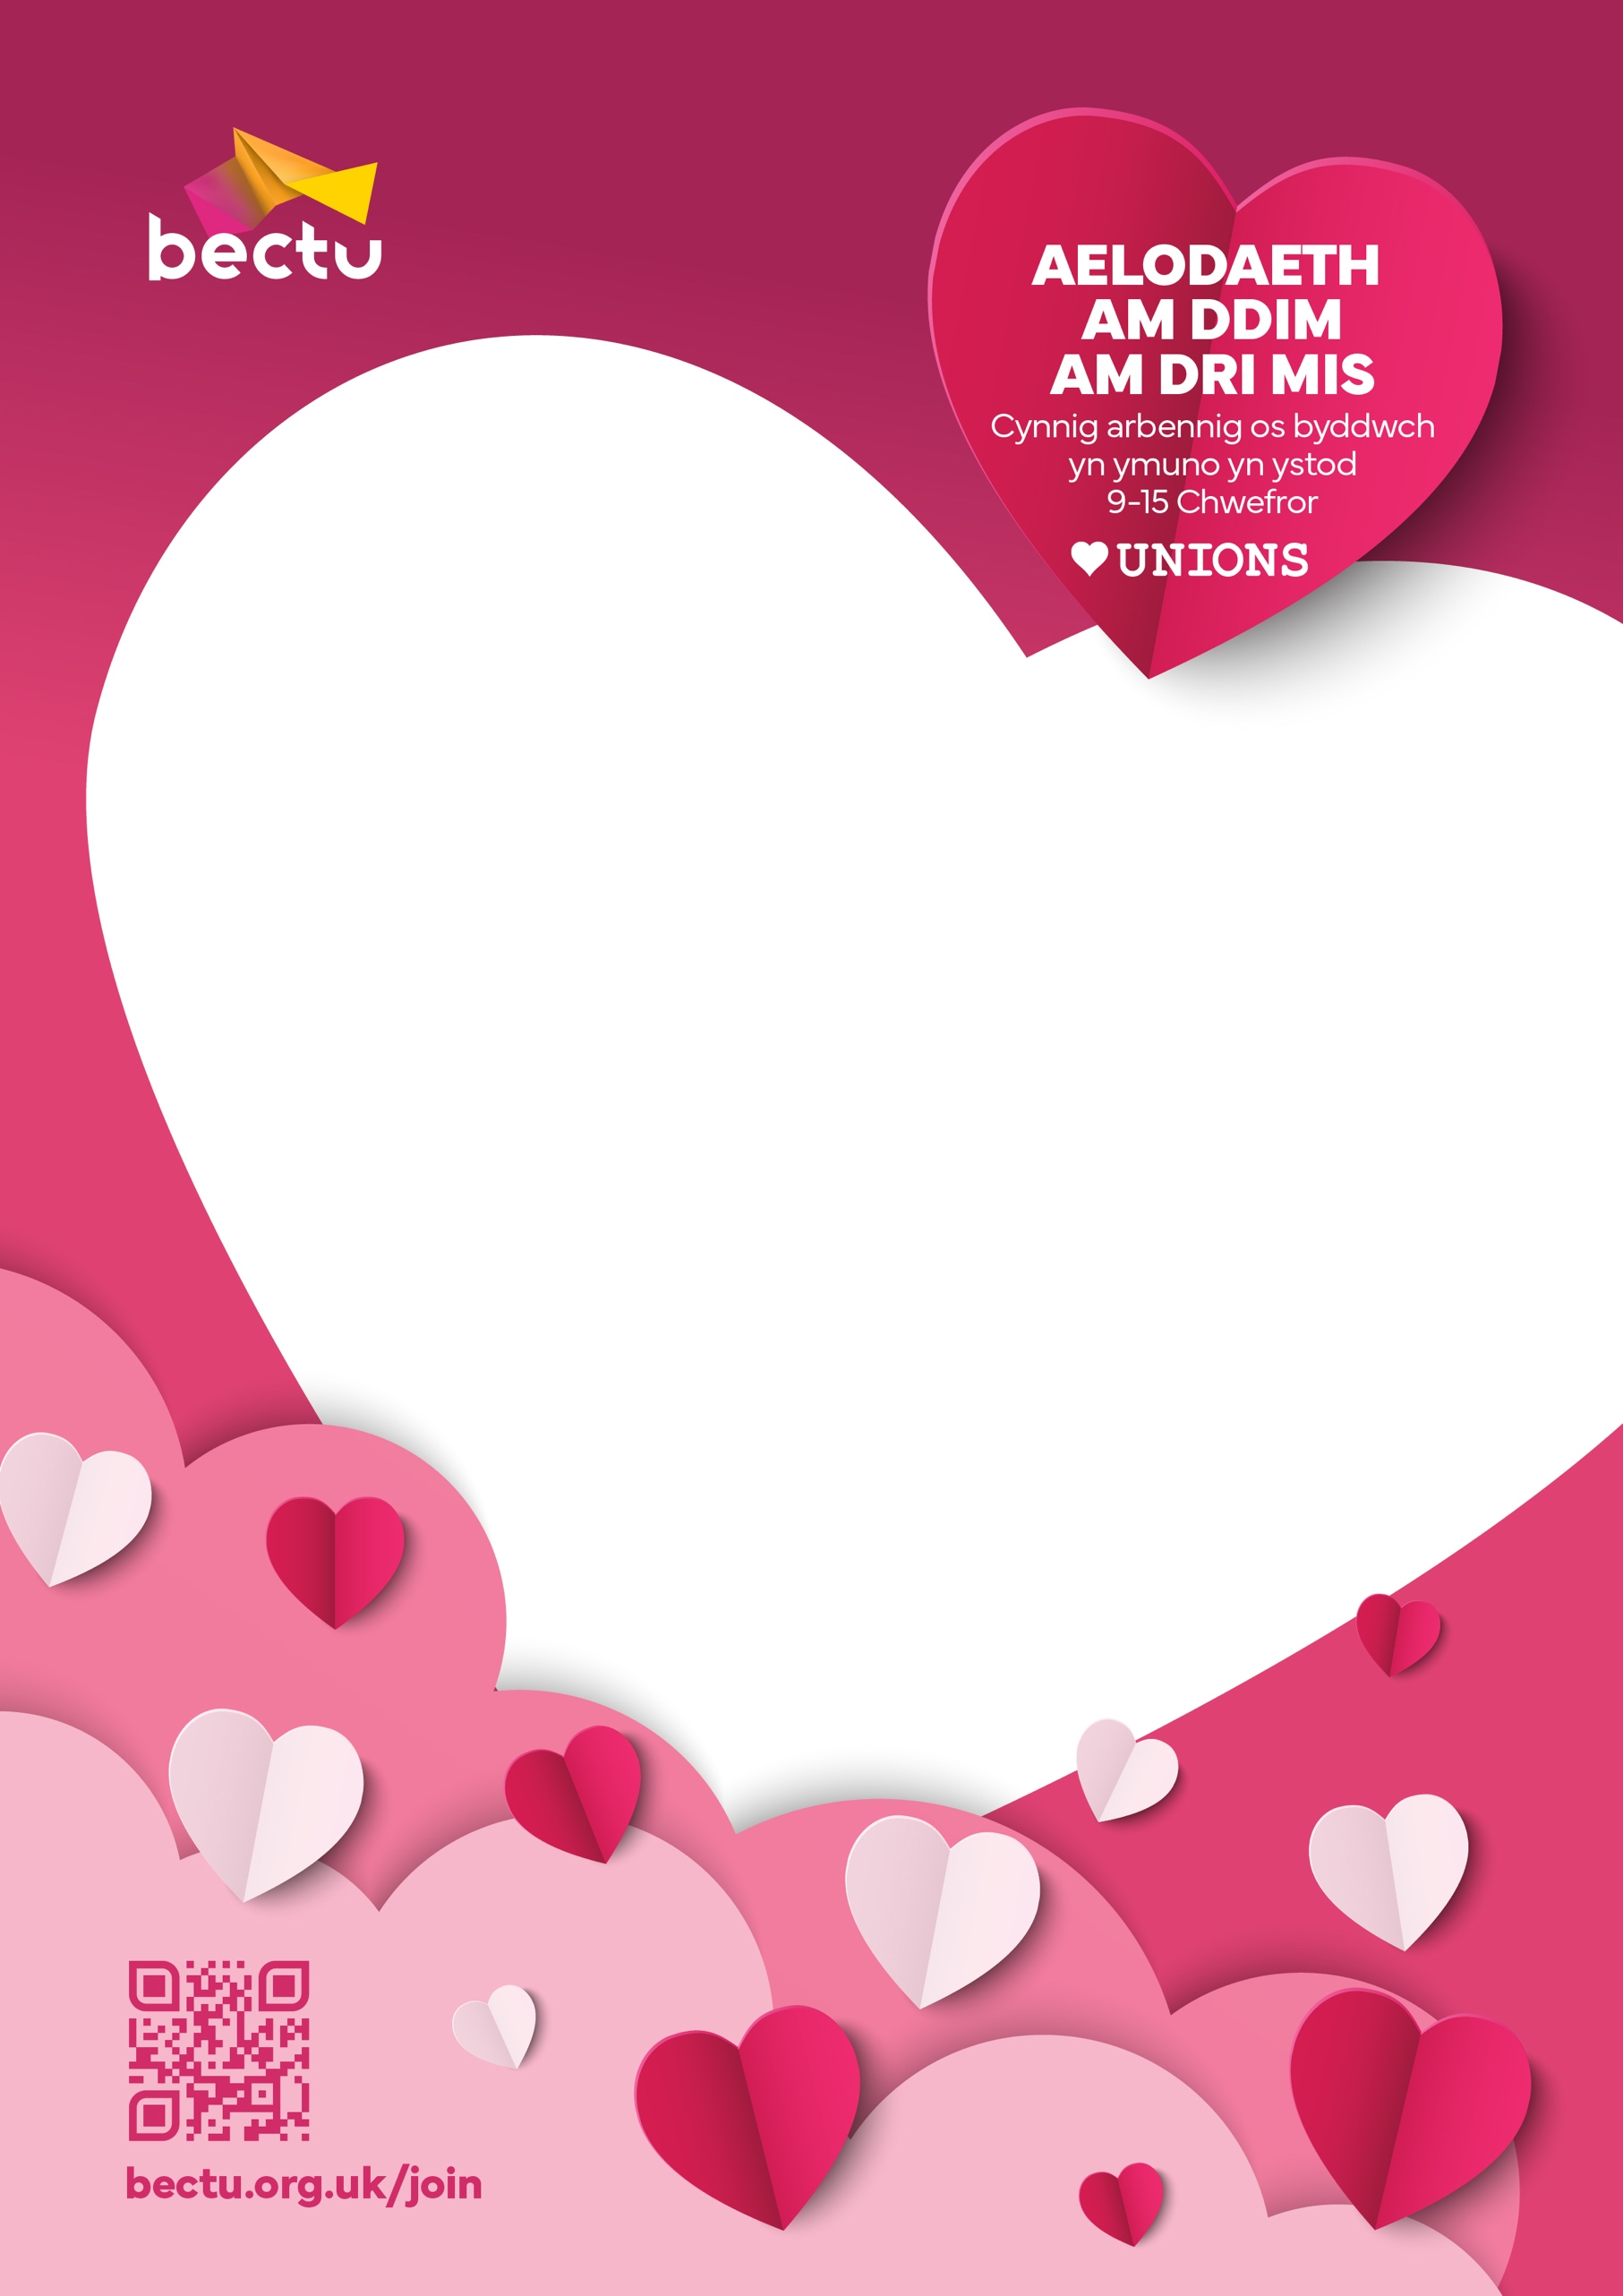 bectu
AELODAETH
AM DDIM
AM DRI MIS
Cynnig arbennig os byddwch
yn ymuno yn ystod
9-15 Chwefror
UNIONS
bectu.org.uk/join